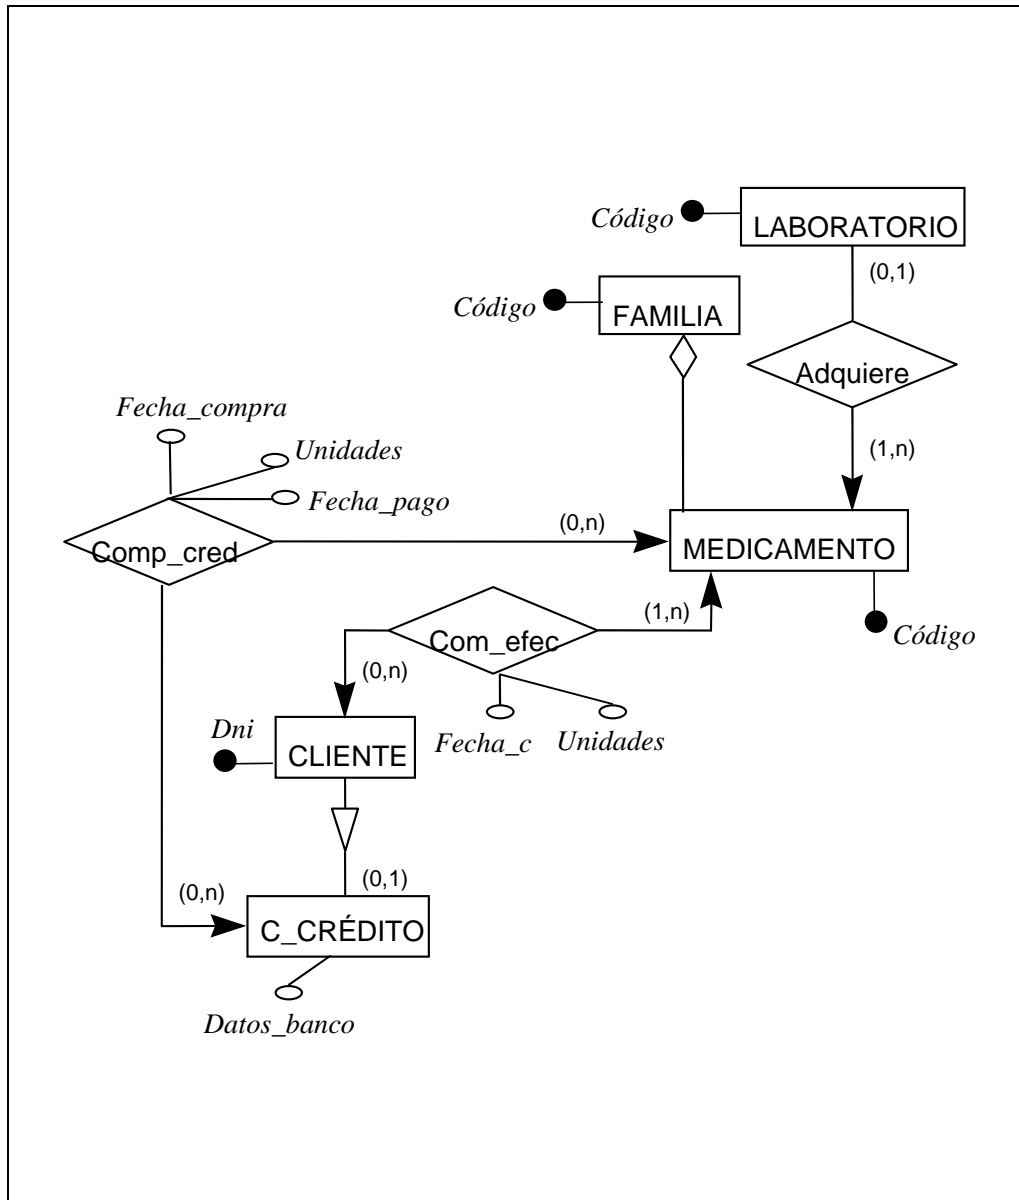 Código
LABORATORIO
(0,1)
Código
FAMILIA
Adquiere
Fecha_compra
Unidades
(1,n)
Fecha_pago
(0,n)
Comp_cred
MEDICAMENTO
(1,n)
Código
Com_efec
(0,n)
Dni
Fecha_c
Unidades
CLIENTE
(0,n)
(0,1)
C_CRÉDITO
Datos_banco